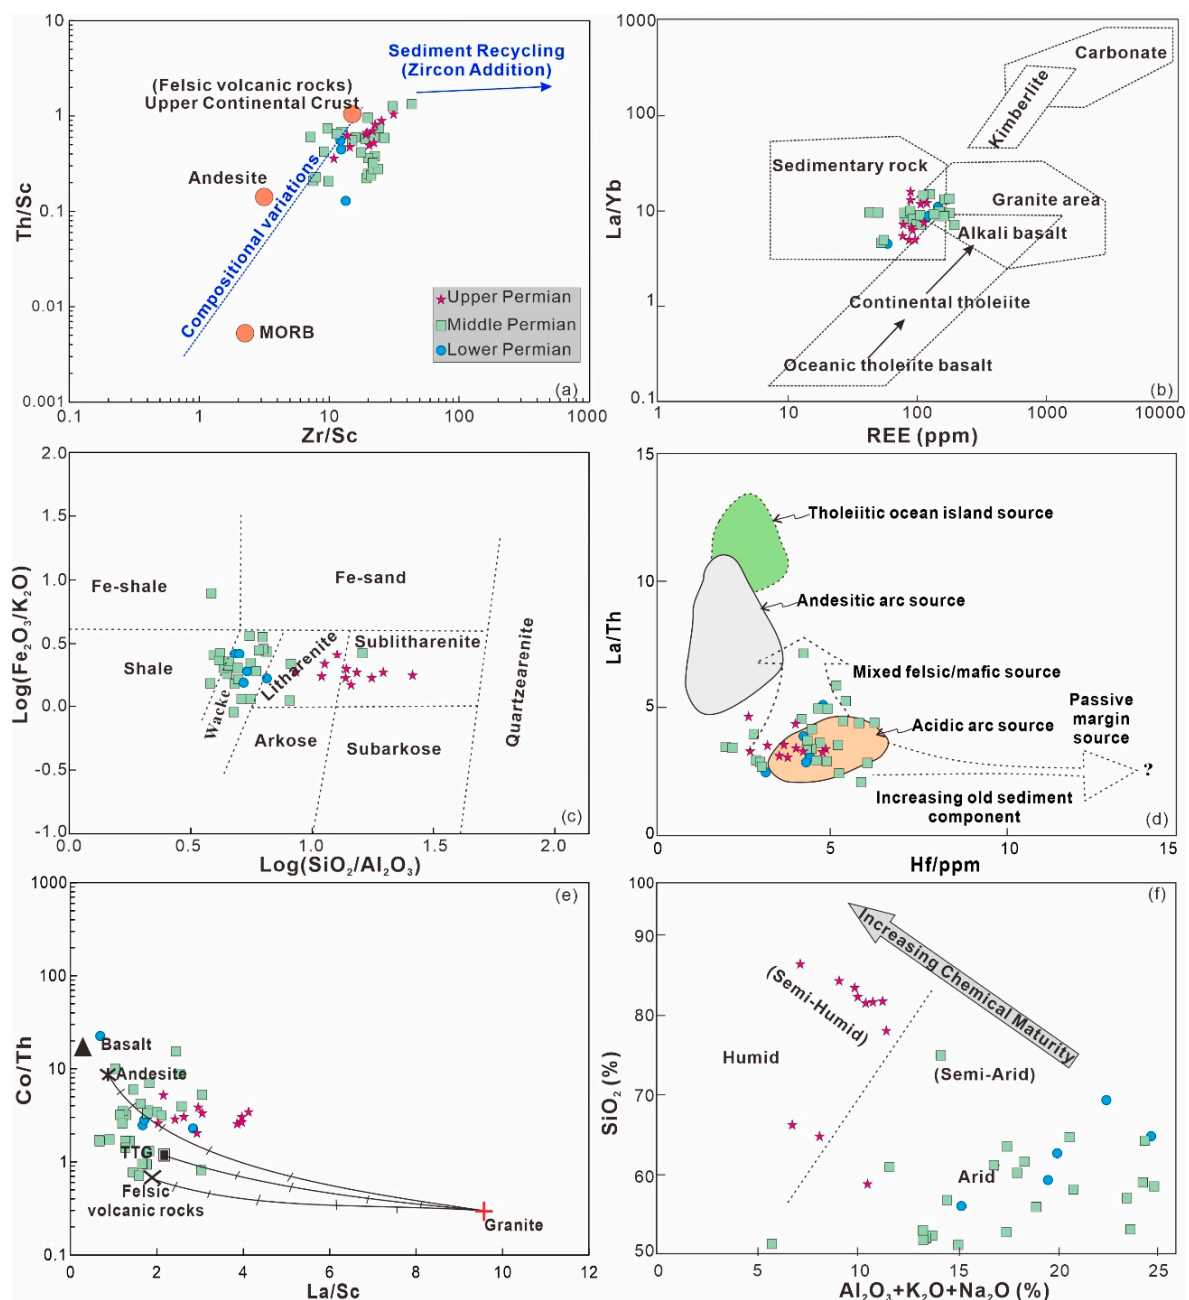 Th/Sc
10
1
0.1
0.01
0.001
0.1
1
10
100
1000
Zr/Sc
Sediment Recycling
(Zircon Addition)
(Felsic volcanic rocks)
Upper Continental Crust
Andesite
Compositional variations
MORB
Upper Permian
Middle Permian
Lower Permian
(a)
La/Yb
1000
100
10
1
0.1
1
10
100
1000
10000
REE (ppm)
Carbonate
Kimberlite
Sedimentary rock
Granite area
Alkali basalt
Continental tholeiite
Oceanic tholeiite basalt
(b)
Log(Fe2O3/K2O)
2.0
1.5
1.0
0.5
0.0
-0.5
-1.0
0.0
0.5
1.0
1.5
2.0
Log(SiO2/Al2O3)
Fe-shale
Fe-sand
Shale
Wacke
Litharenite
Sublitharenite
Arkose
Subarkose
Quartzearenite
(c)
La/Th
15
10
5
0
5
10
15
Hf/ppm
Tholeiitic ocean island source
Andesitic arc source
Mixed felsic/mafic source
Acidic arc source
Passive
margin
source
?
Increasing old sediment
component
(d)
Co/Th
1000
100
10
1
0.1
0
2
4
6
8
10
12
La/Sc
Basalt
Andesite
TTG
Felsic
volcanic rocks
Granite
(e)
SiO2 (%)
100
90
80
70
60
50
0
5
10
15
20
25
Al2O3+K2O+Na2O (%)
Increasing Chemical Maturity
(Semi-Humid)
Humid
(Semi-Arid)
Arid
(f)